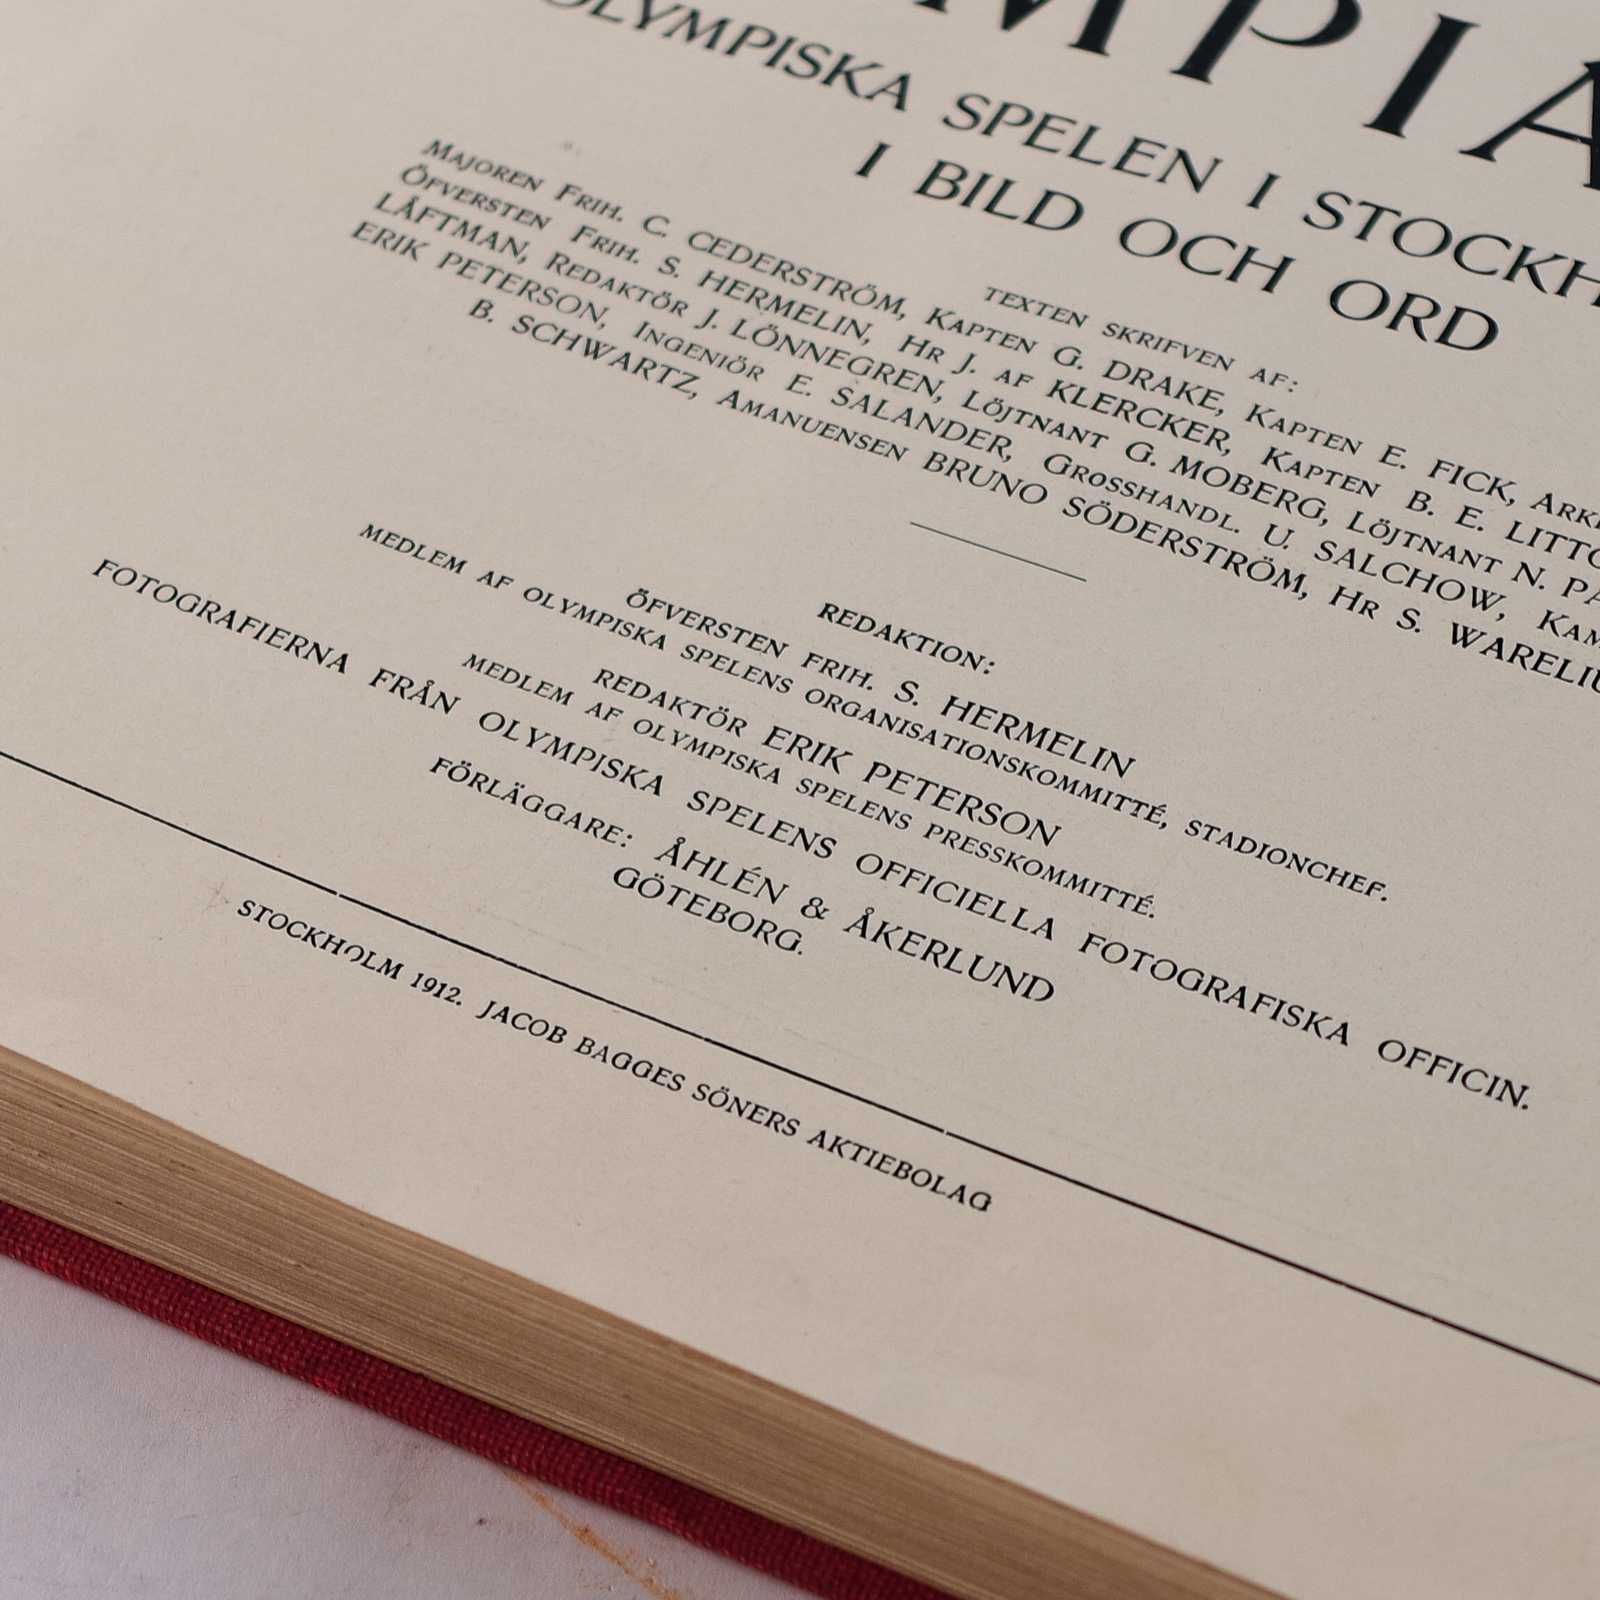 MPIA
OLYMPISKA SPELEN I STOCKH
I BILD OCH ORD
TEXTEN SKRIFVEN AF:
MAJOREN FRIH. C. CEDERSTRÖM, KAPTEN G. DRAKE, KAPTEN E. FICK, ARK
ÖFVERSTEN FRIH. S. HERMELIN, HR J. AF KLERCKER, KAPTEN B. E. LITTO
LÅFTMAN, REDAKTÖR J. LÖNNEGREN, LÖJTNANT G. MOBERG, LÖJTNANT N. PA
ERIK PETERSON, INGENIÖR E. SALANDER, GROSSHANDL. U. SALCHOW, KAM
B. SCHWARTZ, AMANUENSEN BRUNO SÖDERSTRÖM, HR S. WARELIU
REDAKTION:
ÖFVERSTEN FRIH. S. HERMELIN
MEDLEM AF OLYMPISKA SPELENS ORGANISATIONSKOMMITTÉ, STADIONCHEF.
REDAKTÖR ERIK PETERSON
MEDLEM AF OLYMPISKA SPELENS PRESSKOMMITTÉ.
FOTOGRAFIERNA FRÅN OLYMPISKA SPELENS OFFICIELLA FOTOGRAFISKA OFFICIN.
FÖRLÄGGARE: ÅHLÉN & ÅKERLUND
GÖTEBORG.
STOCKHOLM 1912. JACOB BAGGES SÖNERS AKTIEBOLAG